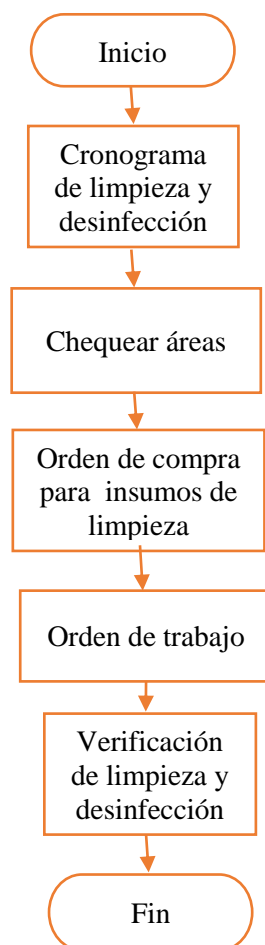 Inicio
Cronograma
de limpieza y
desinfección
Chequear áreas
Orden de compra
para insumos de
limpieza
Orden de trabajo
Verificación
de limpieza y
desinfección
Fin